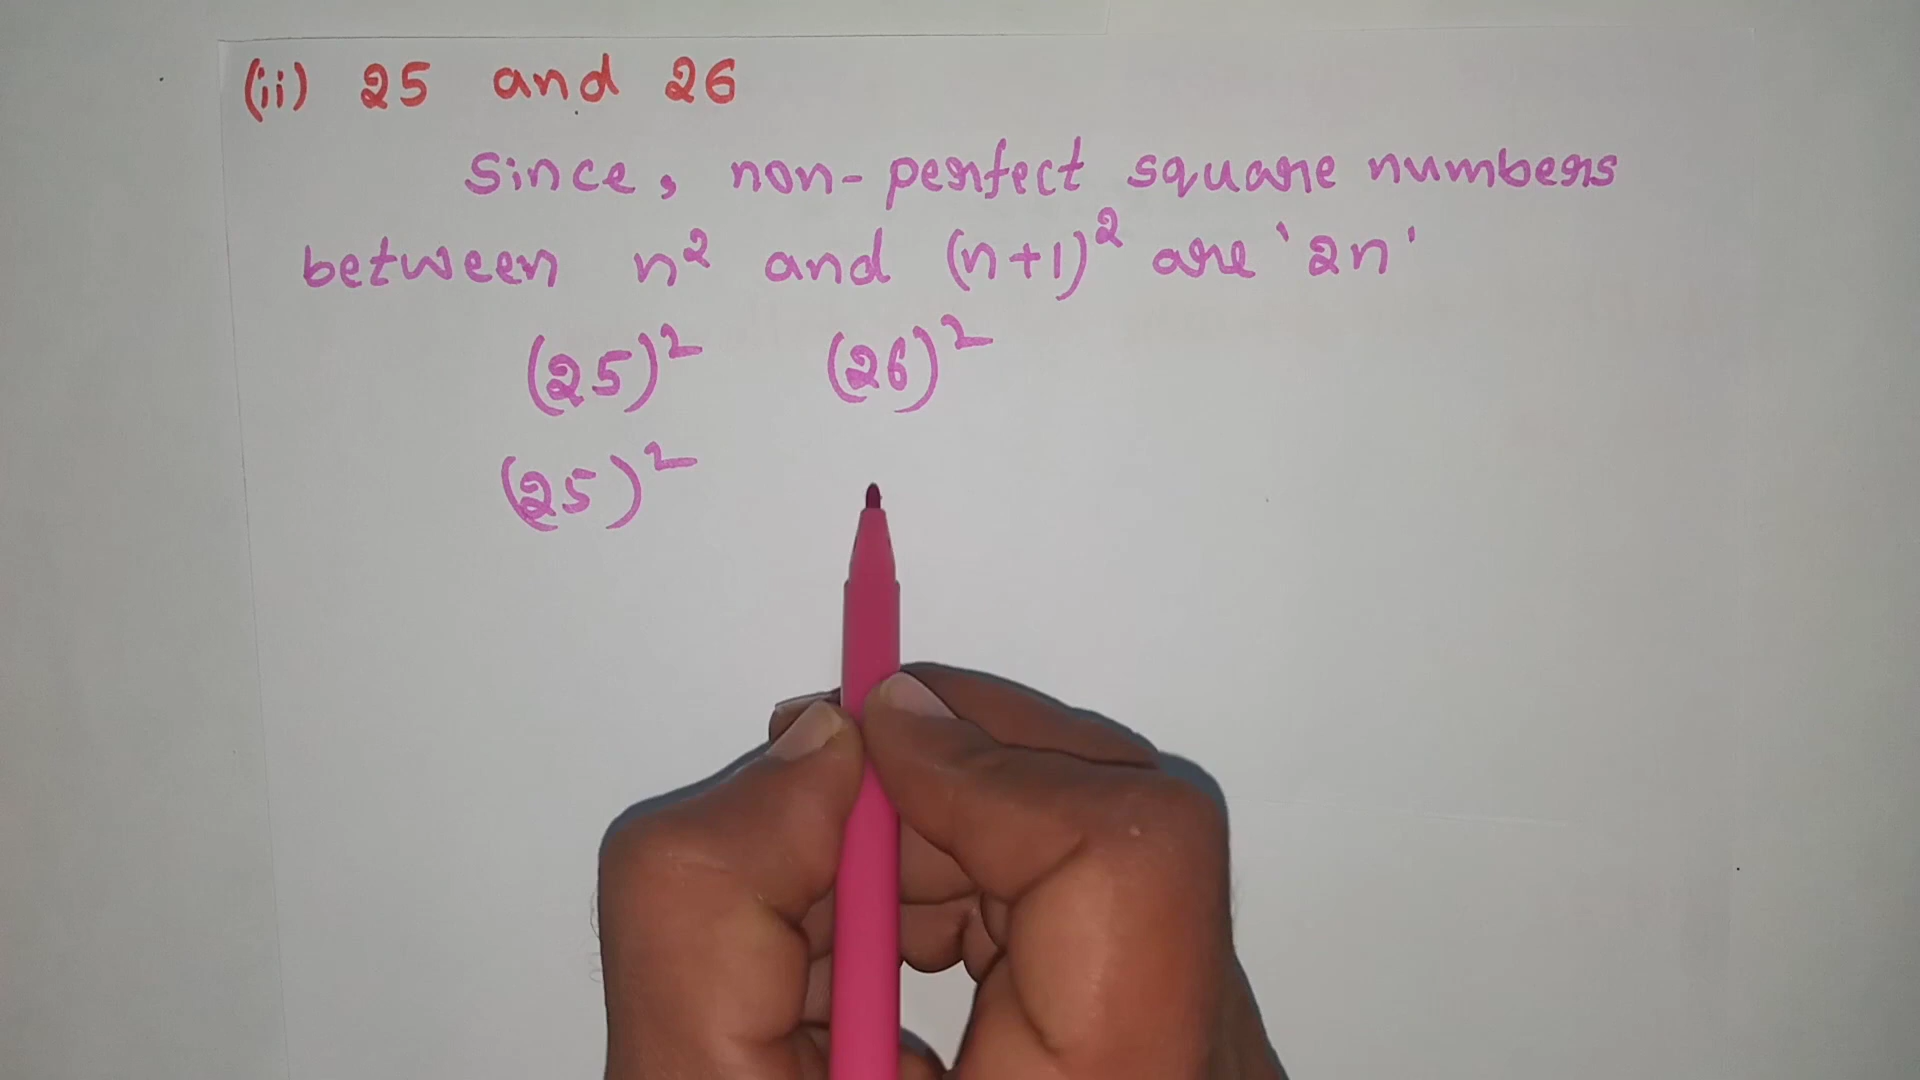 (ii) 25 and 26
Since, non-perfect square numbers
between n² and (n+1)² are '2n'
(25)² (26)²
(25)²